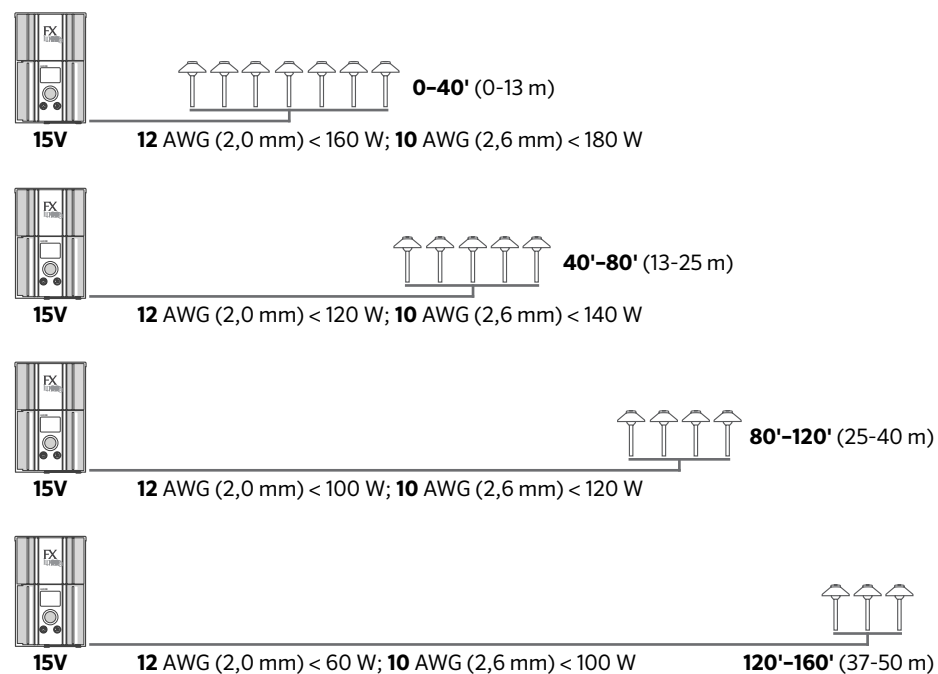 FX
0–40' (0-13 m)
15V 12 AWG (2,0 mm) < 160 W; 10 AWG (2,6 mm) < 180 W
FX
40'–80' (13-25 m)
15V 12 AWG (2,0 mm) < 120 W; 10 AWG (2,6 mm) < 140 W
FX
80'–120' (25-40 m)
15V 12 AWG (2,0 mm) < 100 W; 10 AWG (2,6 mm) < 120 W
FX
15V 12 AWG (2,0 mm) < 60 W; 10 AWG (2,6 mm) < 100 W 120'–160' (37-50 m)